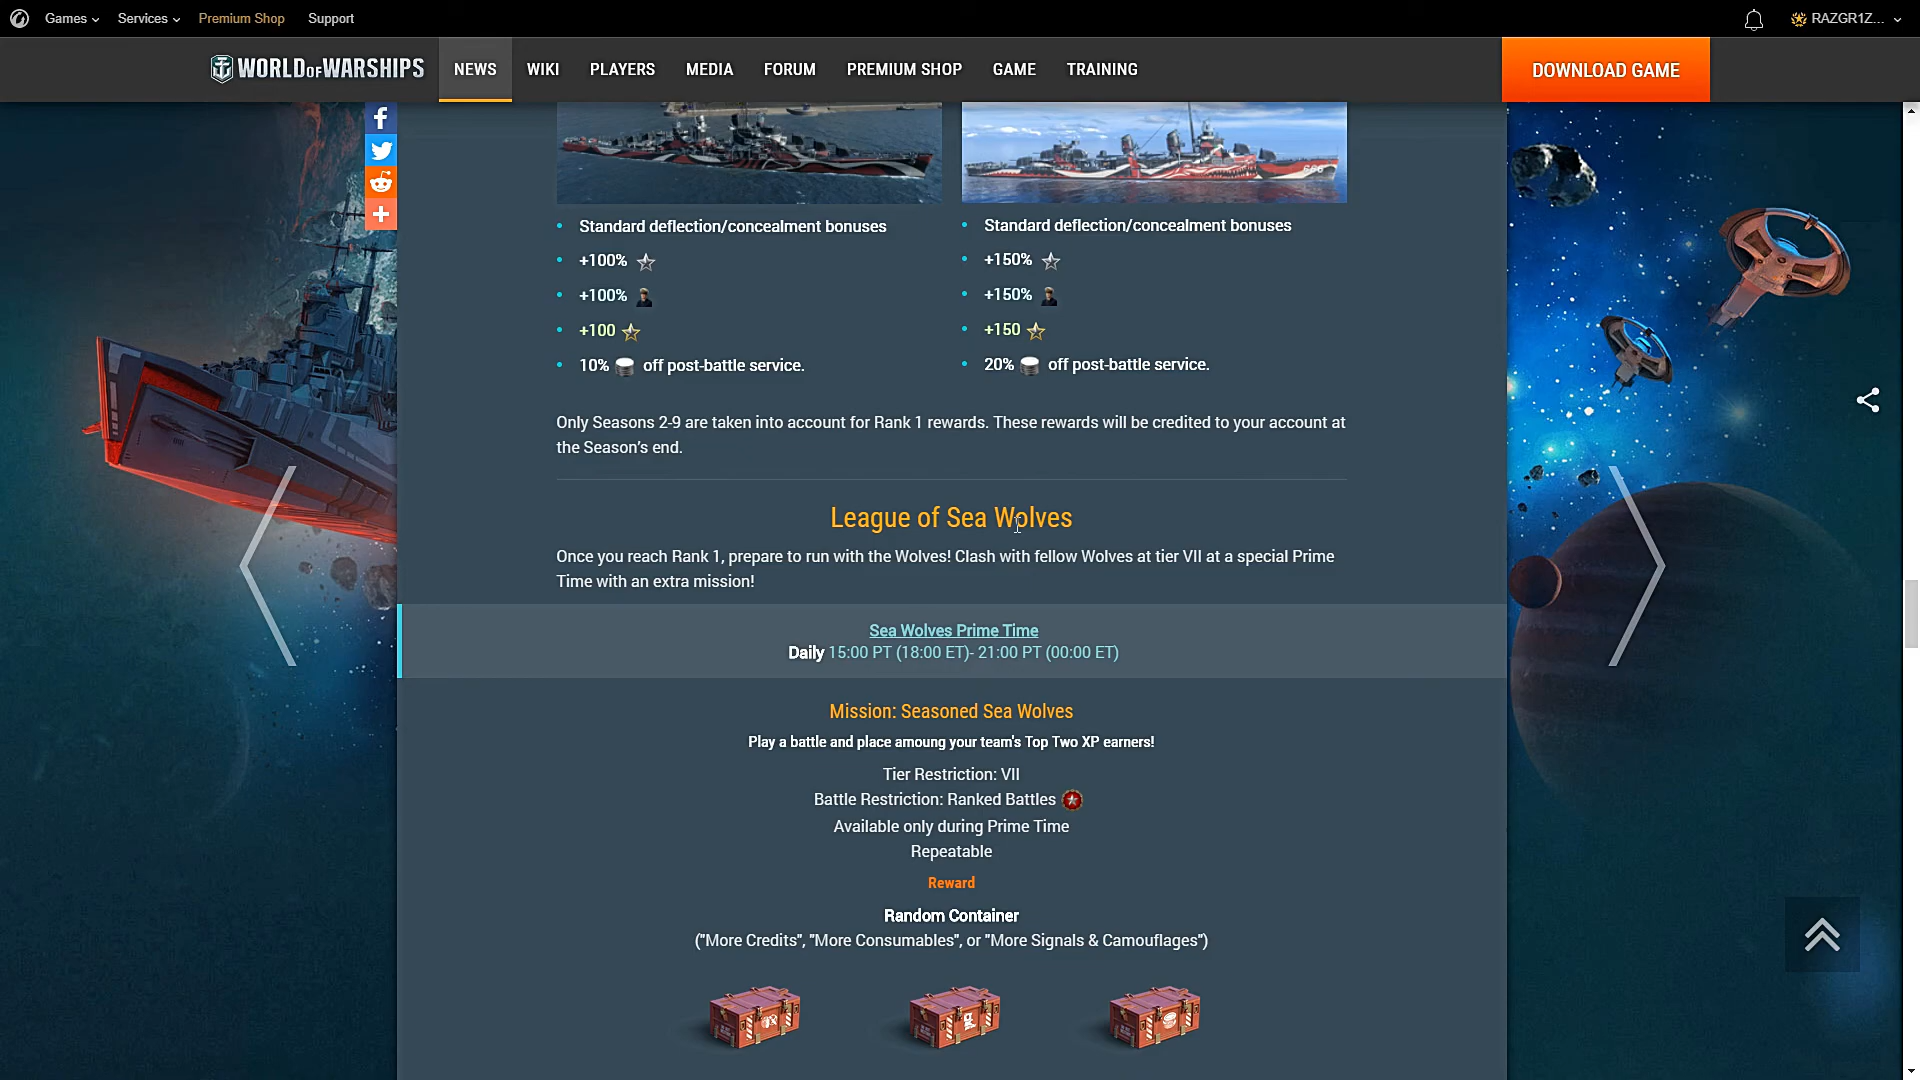 Games Services Premium Shop Support RAZGR1Z...
WORLD OF WARSHIPS NEWS WIKI PLAYERS MEDIA FORUM PREMIUM SHOP GAME TRAINING DOWNLOAD GAME
Standard deflection/concealment bonuses
+100%
+100%
+100
10% off post-battle service.
Standard deflection/concealment bonuses
+150%
+150%
+150
20% off post-battle service.
Only Seasons 2-9 are taken into account for Rank 1 rewards. These rewards will be credited to your account at
the Season's end.
League of Sea Wolves
Once you reach Rank 1, prepare to run with the Wolves! Clash with fellow Wolves at tier VII at a special Prime
Time with an extra mission!
Sea Wolves Prime Time
Daily 15:00 PT (18:00 ET)- 21:00 PT (00:00 ET)
Mission: Seasoned Sea Wolves
Play a battle and place amoung your team's Top Two XP earners!
Tier Restriction: VII
Battle Restriction: Ranked Battles
Available only during Prime Time
Repeatable
Reward
Random Container
("More Credits", "More Consumables", or "More Signals & Camouflages")